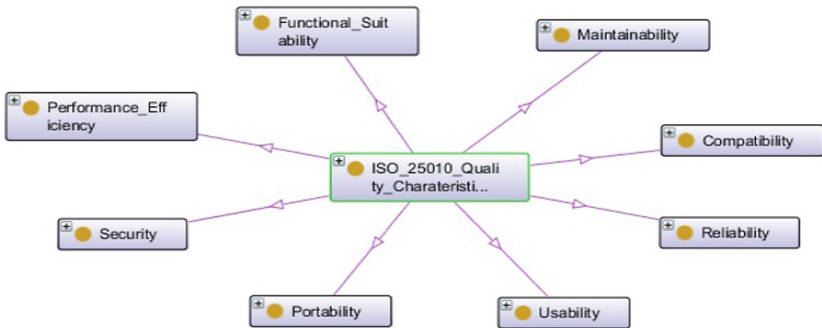 Functional_Suit
ability
Maintainability
Performance_Eff
iciency
Compatibility
ISO_25010_Quali
ty_Charateristi...
Security
Reliability
Portability
Usability